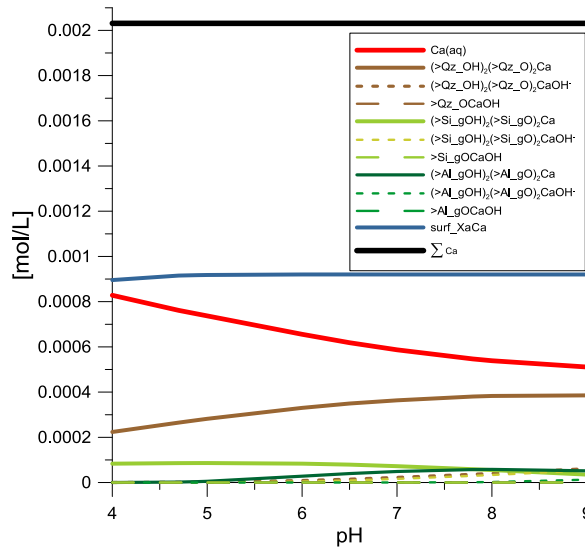 0.002
0.0018
0.0016
0.0014
0.0012
0.001
0.0008
0.0006
0.0004
0.0002
0
[mol/L]
Ca(aq)
(>Qz_OH)₂(>Qz_O)₂Ca
(>Qz_OH)₂(>Qz_O)₂CaOH⁻
>Qz_OCaOH
(>Si_gOH)₂(>Si_gO)₂Ca
(>Si_gOH)₂(>Si_gO)₂CaOH⁻
>Si_gOCaOH
(>Al_gOH)₂(>Al_gO)₂Ca
(>Al_gOH)₂(>Al_gO)₂CaOH⁻
>Al_gOCaOH
surf_XaCa
∑ Ca
4 5 6 7 8 9
pH